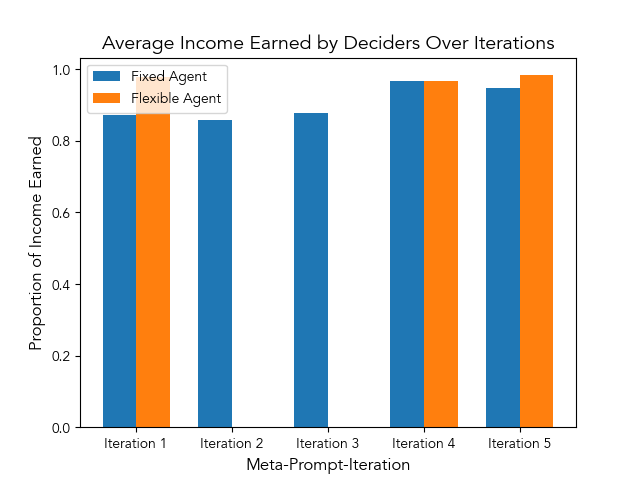 Average Income Earned by Deciders Over Iterations
Fixed Agent
Flexible Agent
Proportion of Income Earned
1.0
0.8
0.6
0.4
0.2
0.0
Iteration 1
Iteration 2
Iteration 3
Iteration 4
Iteration 5
Meta-Prompt-Iteration